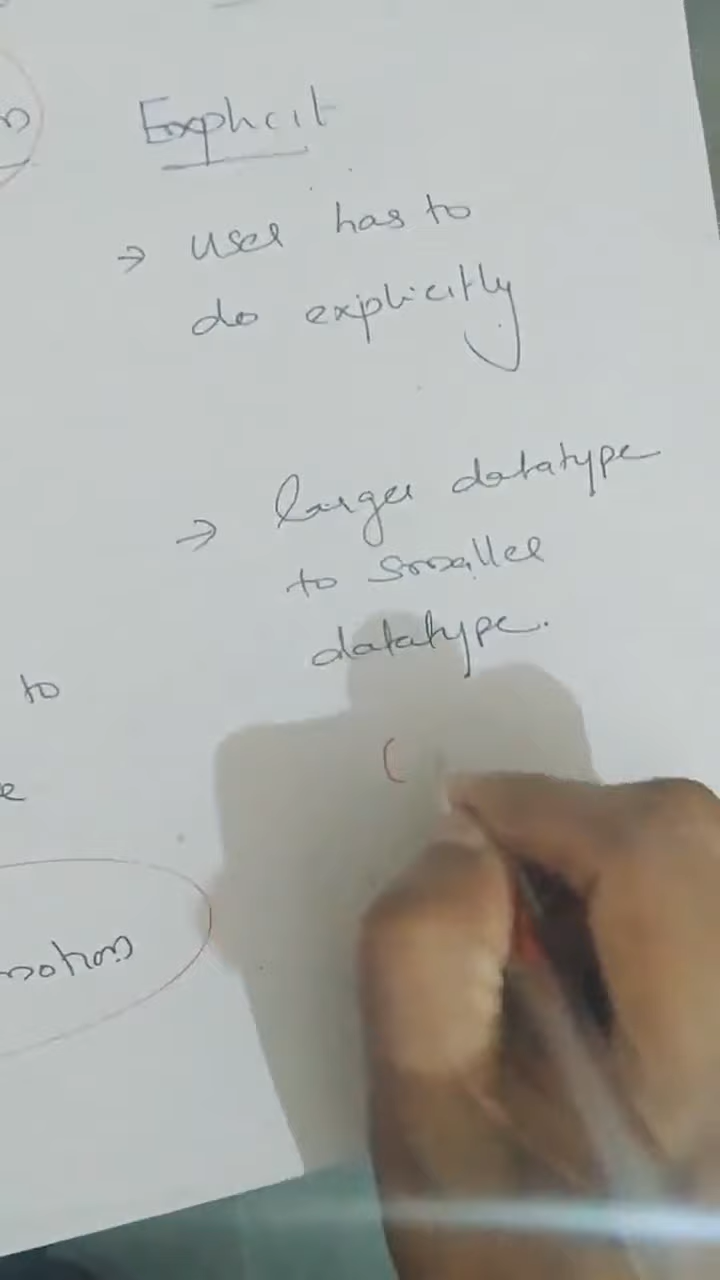 Explicit
→ user has to
do explicitly
→ larger datatype
to smaller
datatype.
to
(